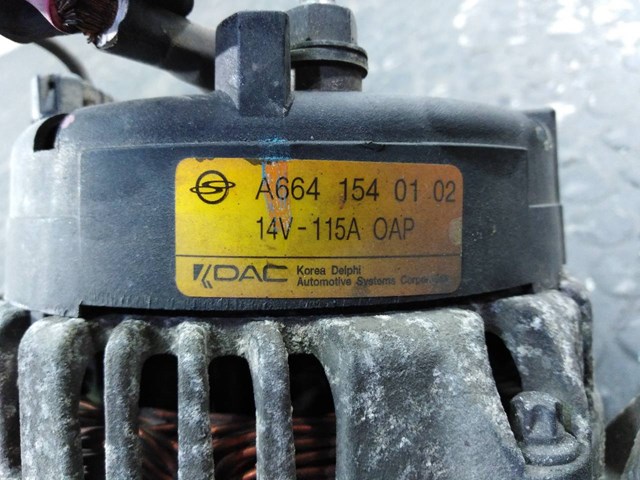 A664 154 01 02
14V-115A OAP
KDAC Korea Delphi
Automotive Systems Corporation